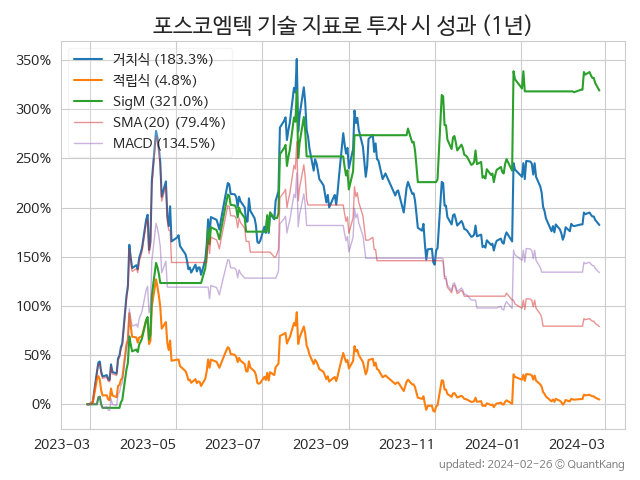 포스코엠텍 기술 지표로 투자 시 성과 (1년)
350%
300%
250%
200%
150%
100%
50%
0%
거치식 (183.3%)
적립식 (4.8%)
SigM (321.0%)
SMA(20) (79.4%)
MACD (134.5%)
2023-03 2023-05 2023-07 2023-09 2023-11 2024-01 2024-03
updated: 2024-02-26 © QuantKang